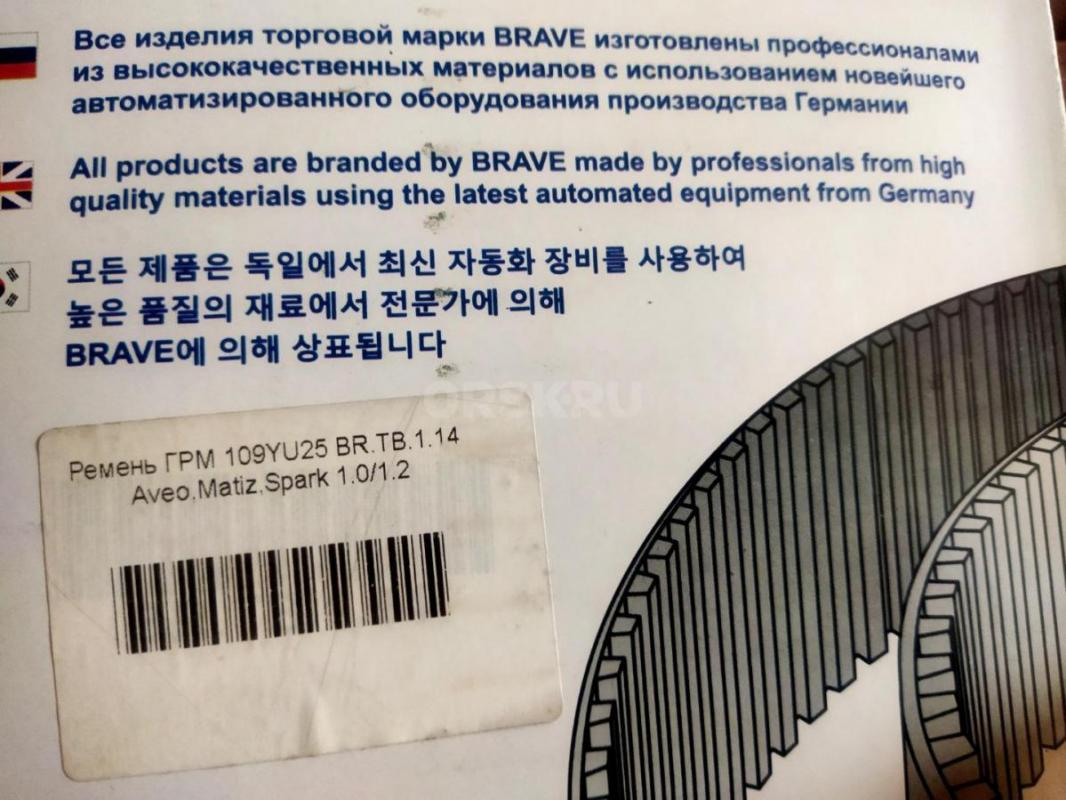 Все изделия торговой марки BRAVE изготовлены профессионалами
из высококачественных материалов с использованием новейшего
автоматизированного оборудования производства Германии
All products are branded by BRAVE made by professionals from high
quality materials using the latest automated equipment from Germany
모든 제품은 독일에서 최신 자동화 장비를 사용하여
높은 품질의 재료에서 전문가에 의해
BRAVE에 의해 상표됩니다
ORSK.RU
Ремень ГРМ 109YU25 BR.TB.1.14
Aveo,Matiz,Spark 1.0/1.2